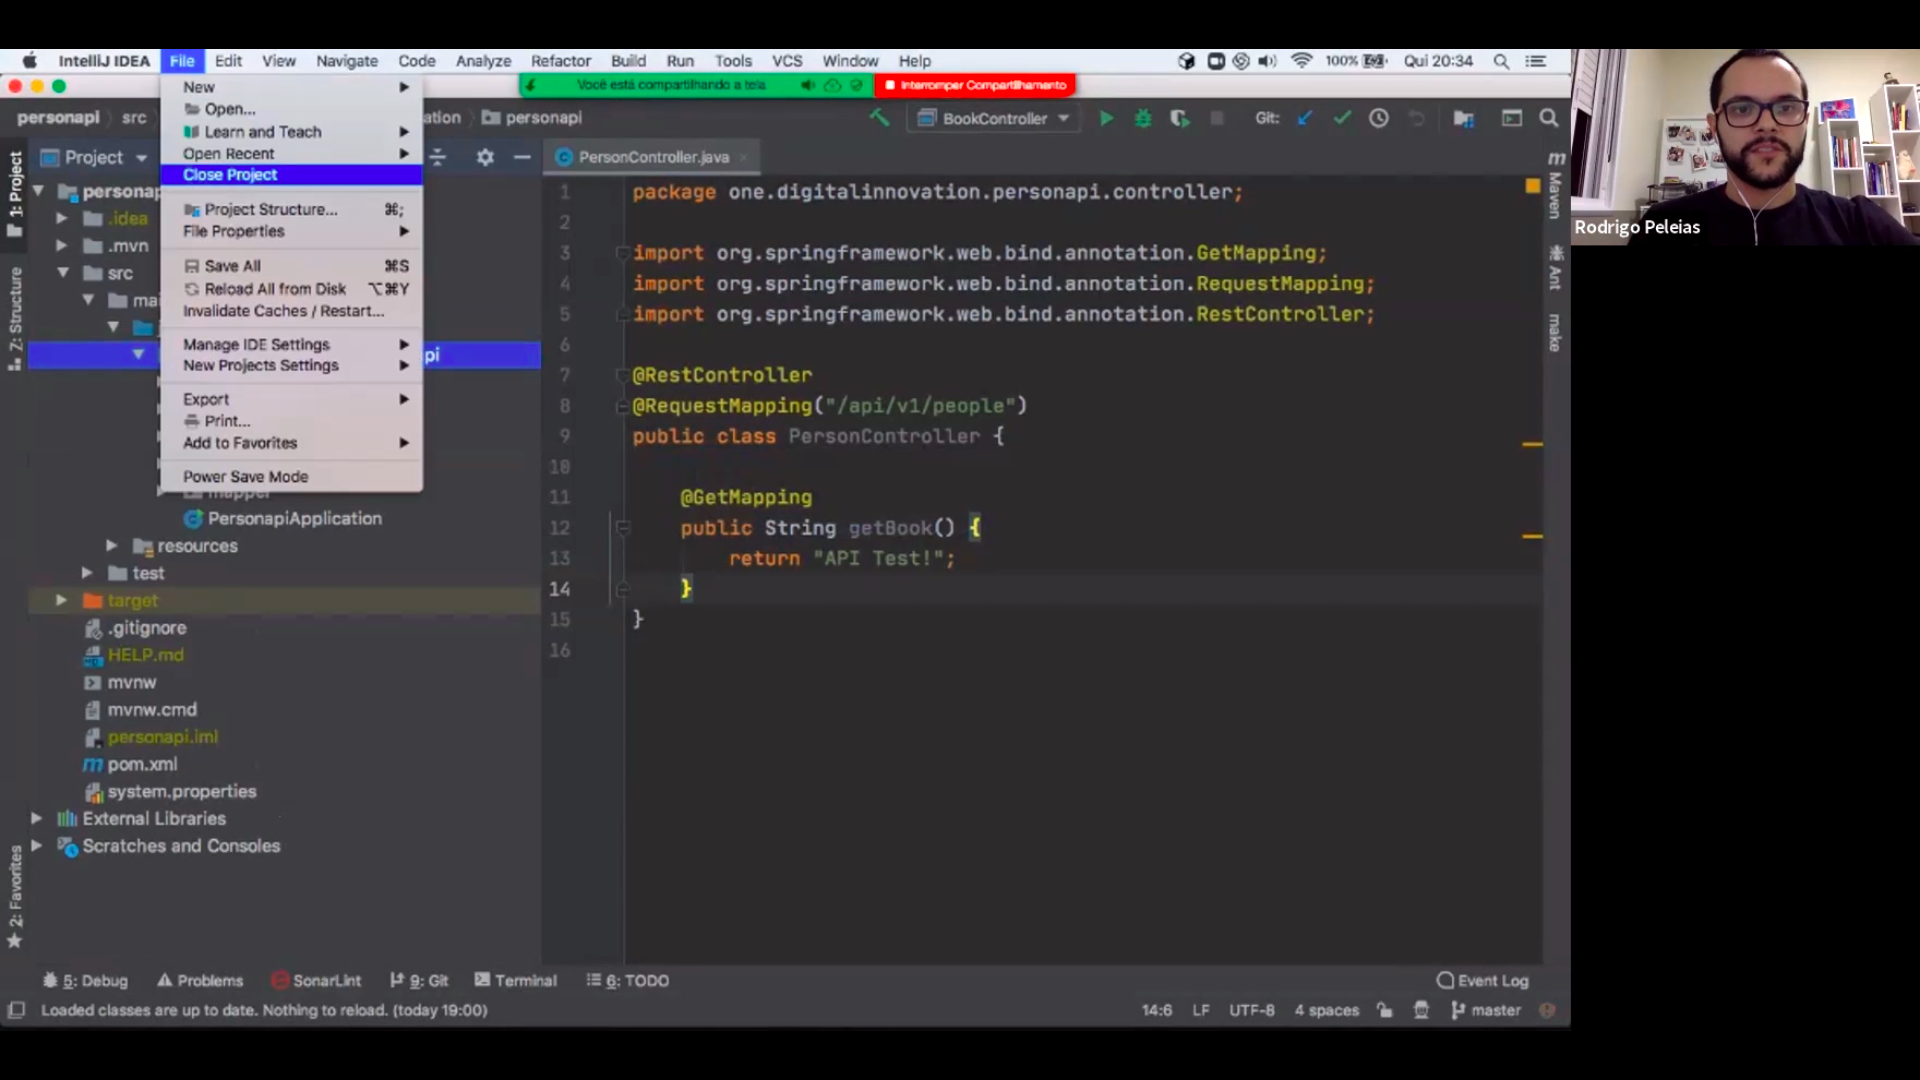 IntelliJ IDEA File Edit View Navigate Code Analyze Refactor Build Run Tools VCS Window Help 100% Qui 20:34
Você está compartilhando a tela Interromper Compartilhamento
personapi src ation personapi BookController Git:
New
Open...
Learn and Teach
Open Recent
Close Project
Project Structure... ⌘;
File Properties
Save All ⌘S
Reload All from Disk ⌥⌘Y
Invalidate Caches / Restart...
Manage IDE Settings
New Projects Settings
Export
Print...
Add to Favorites
Power Save Mode
1: Project
Z: Structure
2: Favorites
Project
.idea
.mvn
src
pi
mapper
PersonapiApplication
resources
test
target
.gitignore
HELP.md
mvnw
mvnw.cmd
personapi.iml
pom.xml
system.properties
External Libraries
Scratches and Consoles
PersonController.java
1 package one.digitalinnovation.personapi.controller;
2
3 import org.springframework.web.bind.annotation.GetMapping;
4 import org.springframework.web.bind.annotation.RequestMapping;
5 import org.springframework.web.bind.annotation.RestController;
6
7 @RestController
8 @RequestMapping("/api/v1/people")
9 public class PersonController {
10
11 @GetMapping
12 public String getBook() {
13 return "API Test!";
14 }
15 }
16
Maven
Ant
make
Rodrigo Peleias
5: Debug Problems SonarLint 9: Git Terminal 6: TODO Event Log
Loaded classes are up to date. Nothing to reload. (today 19:00) 14:6 LF UTF-8 4 spaces master